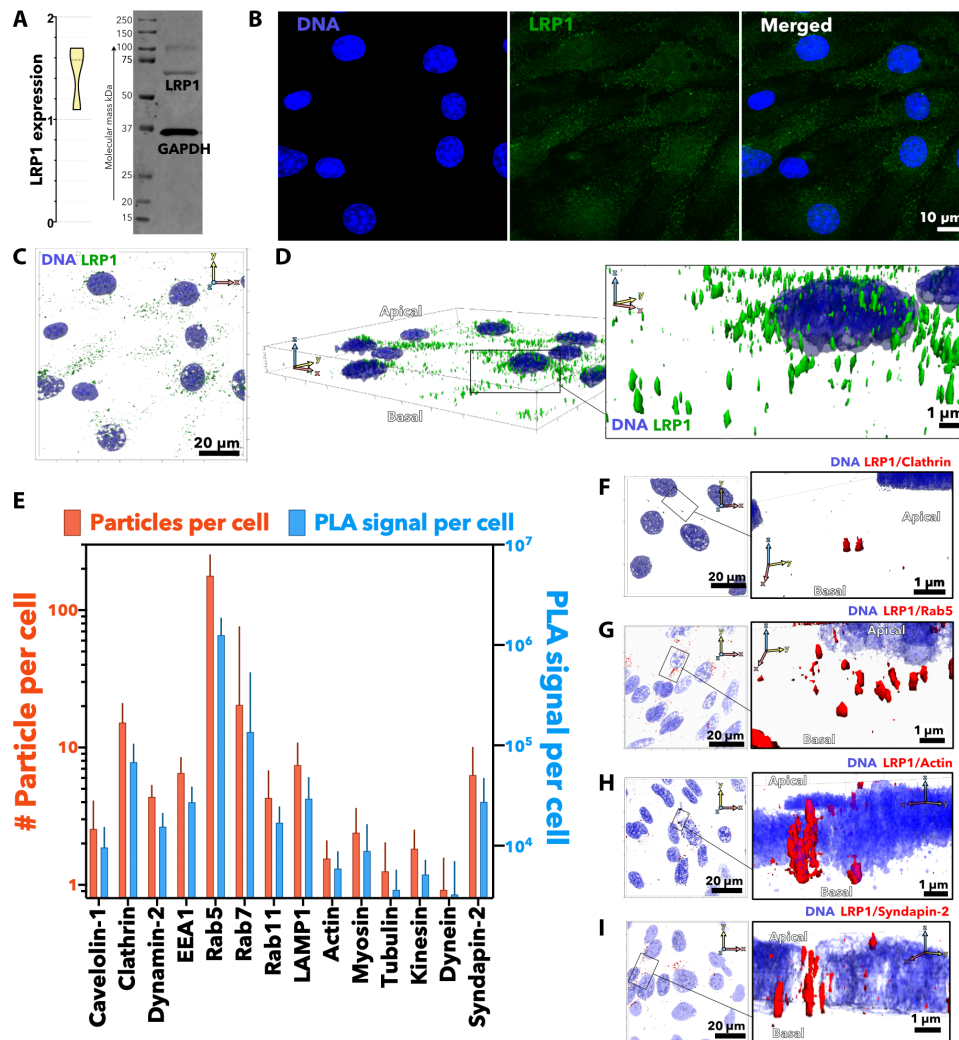 A
2
1
0
LRP1 expression
Molecular mass kDa
250
150
100
75
50
37
25
20
15
LRP1
GAPDH
B
DNA
LRP1
Merged
10 µm
C
DNA LRP1
y
x
z
20 µm
D
Apical
Basal
z
y
x
z
y
x
DNA LRP1
1 µm
E
Particles per cell
PLA signal per cell
# Particle per cell
100
10
1
PLA signal per cell
10⁷
10⁶
10⁵
10⁴
Cavelolin-1
Clathrin
Dynamin-2
EEA1
Rab5
Rab7
Rab11
LAMP1
Actin
Myosin
Tubulin
Kinesin
Dynein
Syndapin-2
DNA LRP1/Clathrin
F
20 µm
Apical
Basal
z
y
x
1 µm
DNA LRP1/Rab5
G
y
x
z
20 µm
Apical
Basal
z
y
x
1 µm
DNA LRP1/Actin
H
y
x
z
20 µm
Apical
Basal
z
1 µm
DNA LRP1/Syndapin-2
I
y
x
z
20 µm
Apical
Basal
z
1 µm